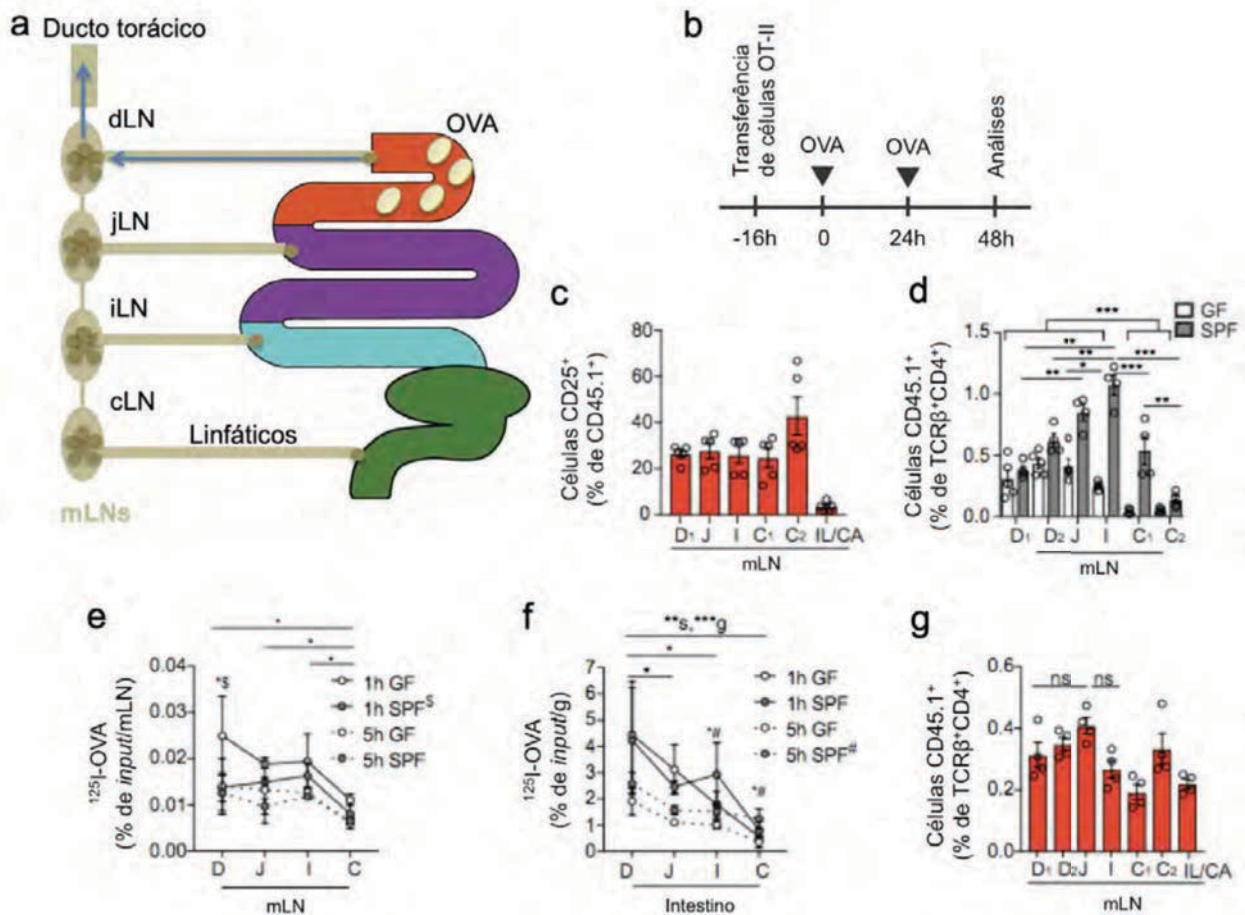 a
Ducto torácico
dLN
OVA
jLN
iLN
cLN
Linfáticos
mLNs
b
Transferência
de células OT-II
OVA
OVA
Análises
-16h
0
24h
48h
c
Células CD25⁺
(% de CD45.1⁺)
80
60
40
20
0
D1 J I C1 C2 IL/CA
mLN
d
GF
SPF
Células CD45.1⁺
(% de TCRβ⁺CD4⁺)
1.5
1.0
0.5
0.0
***
**
** ***
* ***
**
**
D1 D2 J I C1 C2
mLN
e
¹²⁵I-OVA
(% de input/mLN)
0.04
0.03
0.02
0.01
0.00
*
*
*
*$
1h GF
1h SPF$
5h GF
5h SPF
D J I C
mLN
f
¹²⁵I-OVA
(% de input/g)
7
6
5
4
3
2
1
0
**s,***g
*
*
*#
*#
1h GF
1h SPF
5h GF
5h SPF#
D J I C
Intestino
g
Células CD45.1⁺
(% de TCRβ⁺CD4⁺)
0.6
0.4
0.2
0.0
ns ns
D1 D2 J I C1 C2 IL/CA
mLN